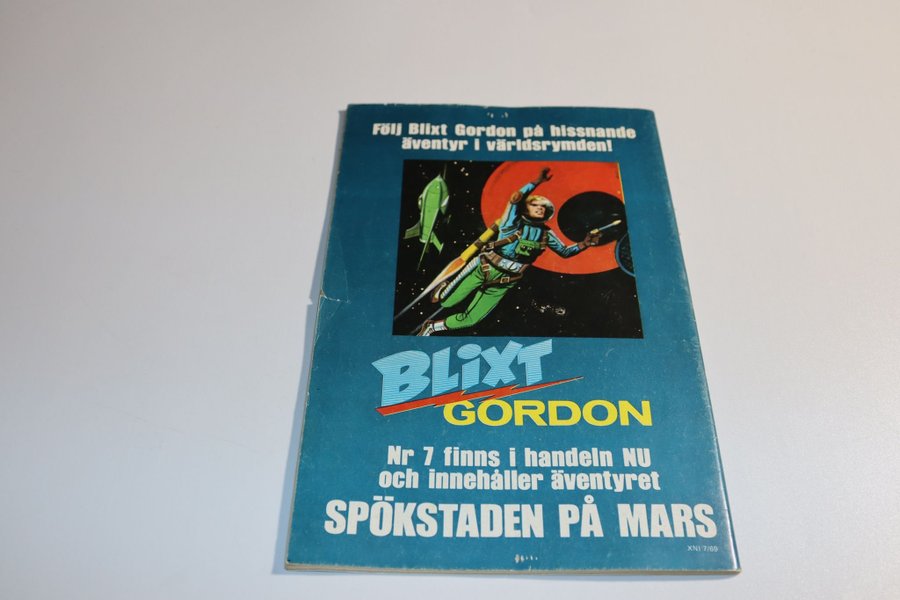 Följ Blixt Gordon på hissnande
äventyr i världsrymden!
BLiXT
GORDON
Nr 7 finns i handeln NU
och innehåller äventyret
SPÖKSTADEN PÅ MARS
XNI 7/69